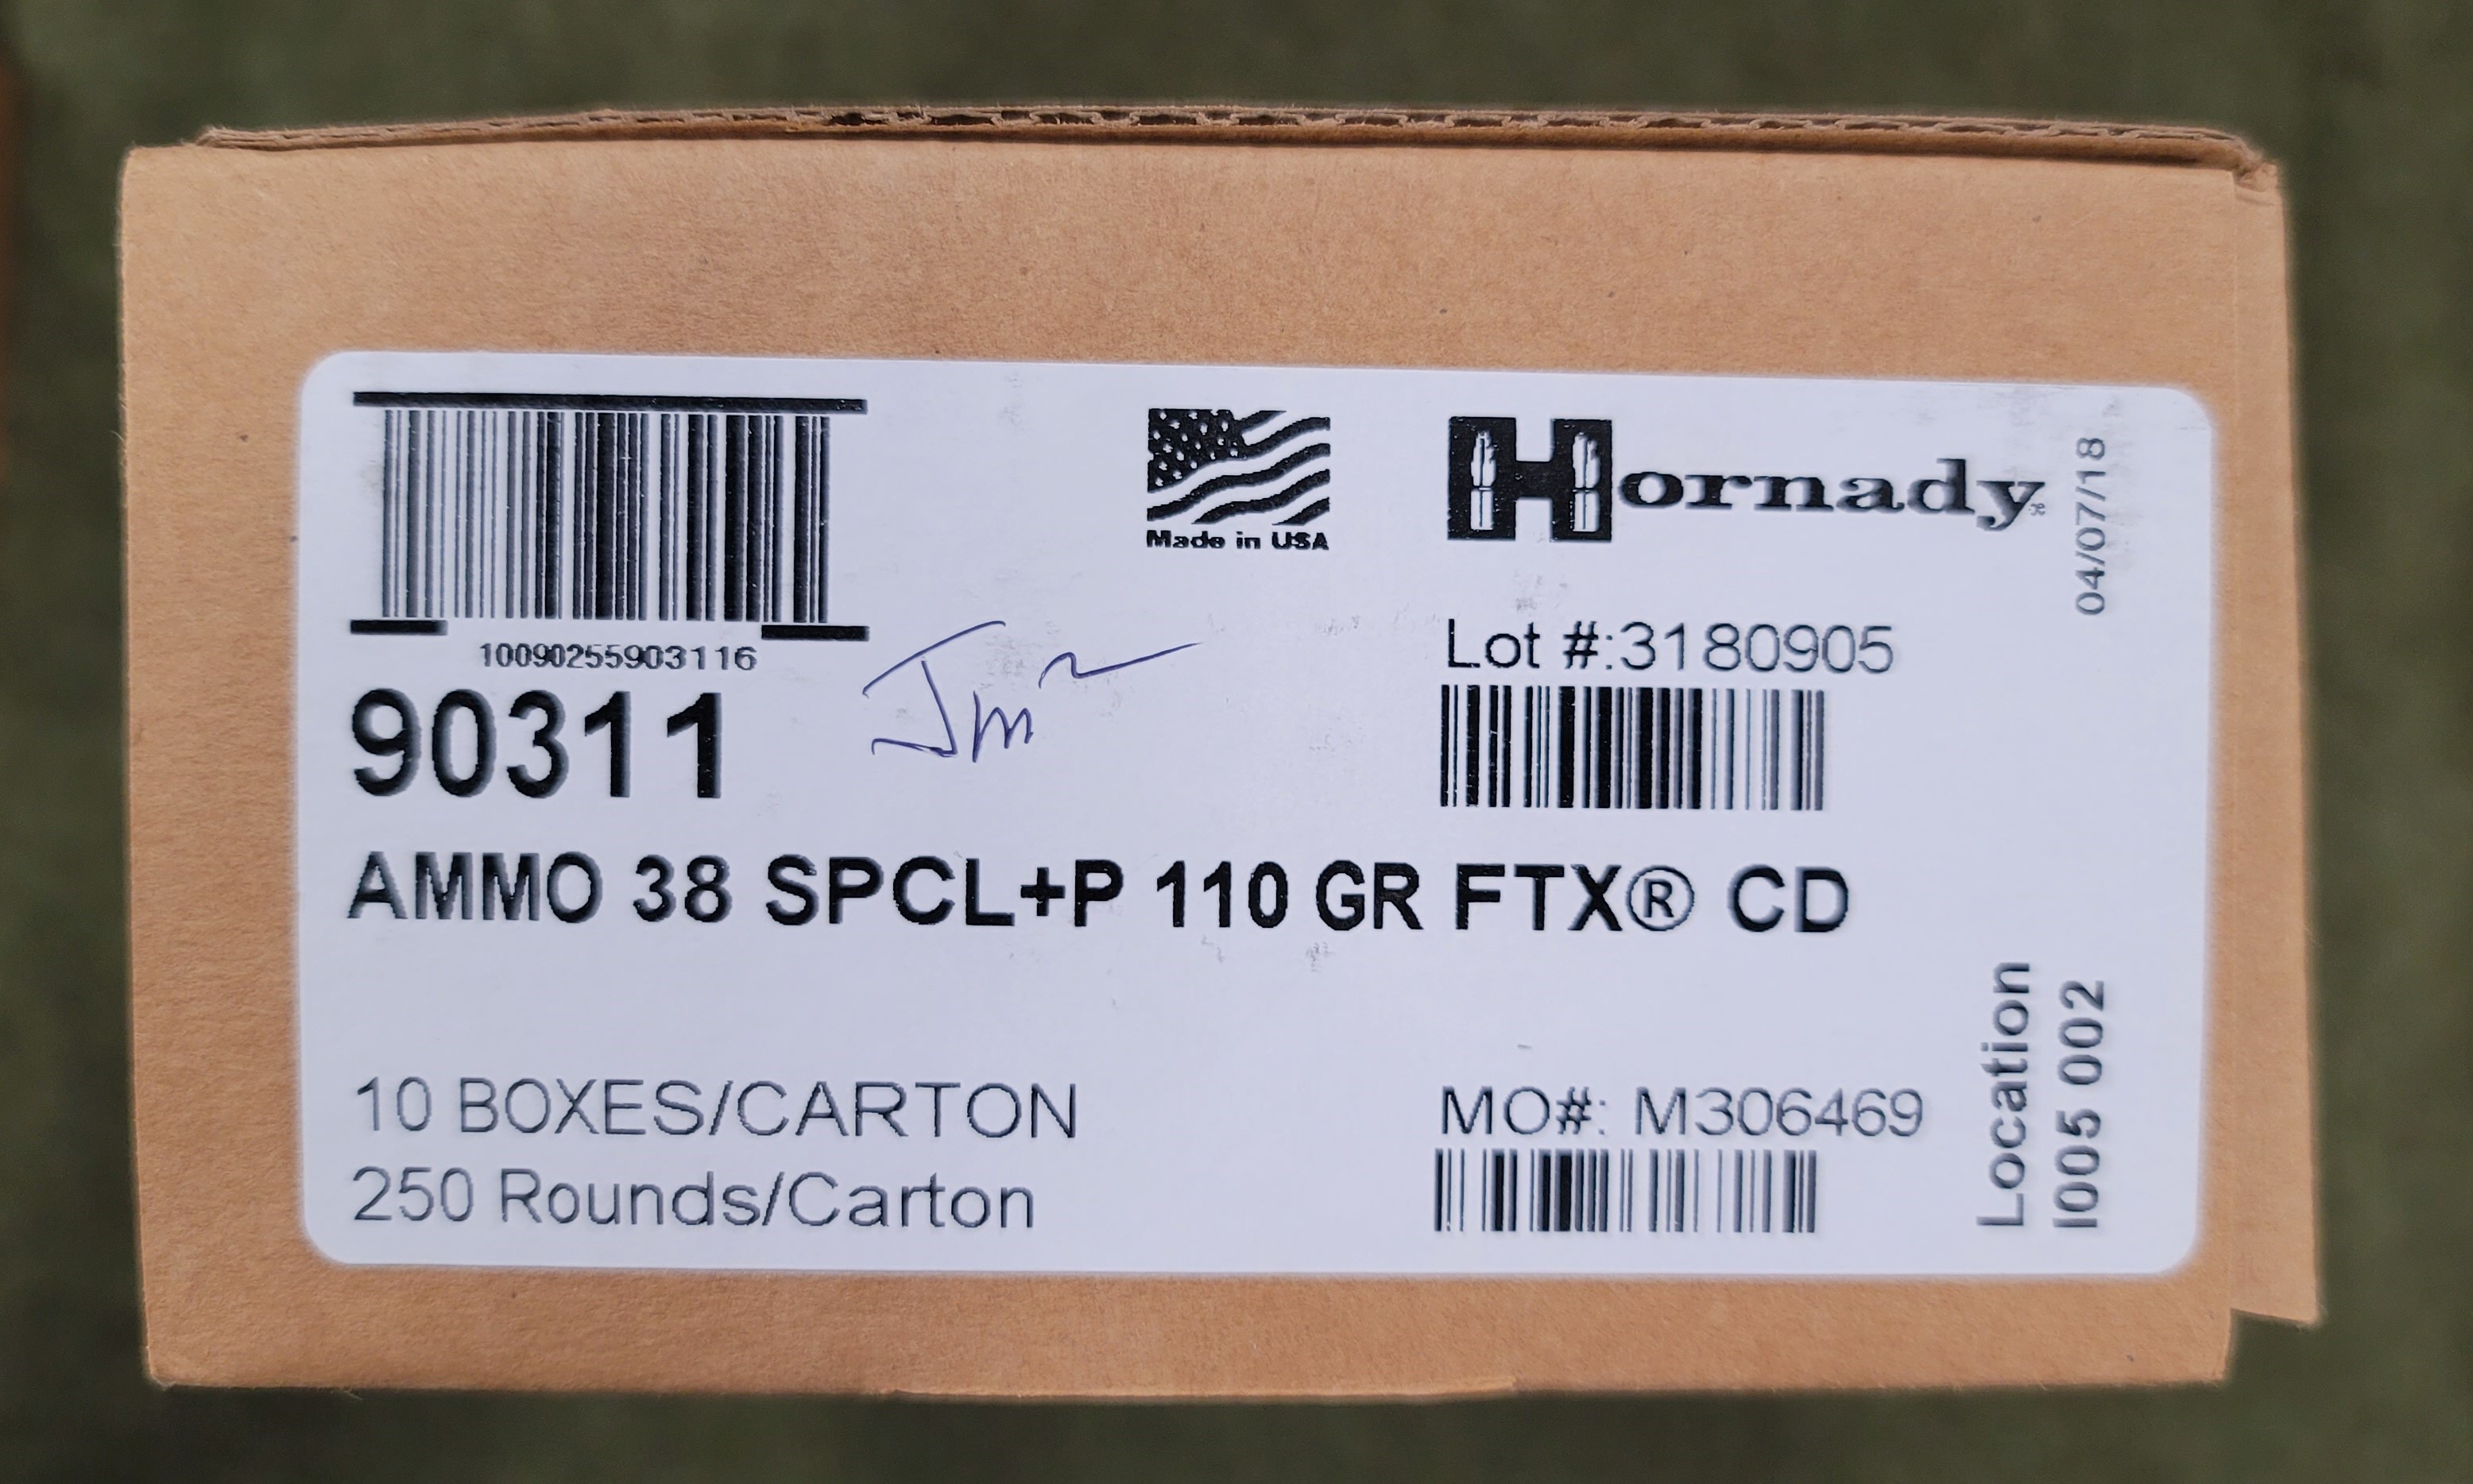 Made in USA
Hornady
04/07/18
10090255903116
Lot #:3180905
90311
Jm
AMMO 38 SPCL+P 110 GR FTX® CD
10 BOXES/CARTON
250 Rounds/Carton
MO#: M306469
Location
I005 002